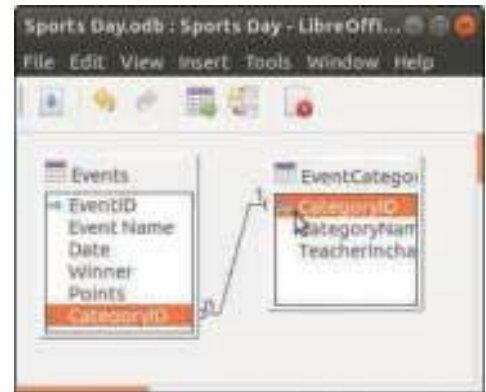 Sports Day.odb : Sports Day - LibreOffi...
File Edit View Insert Tools Window Help
Events
EventID
Event Name
Date
Winner
Points
CategoryID
n
1
EventCatego
CategoryID
CategoryNam
TeacherIncha